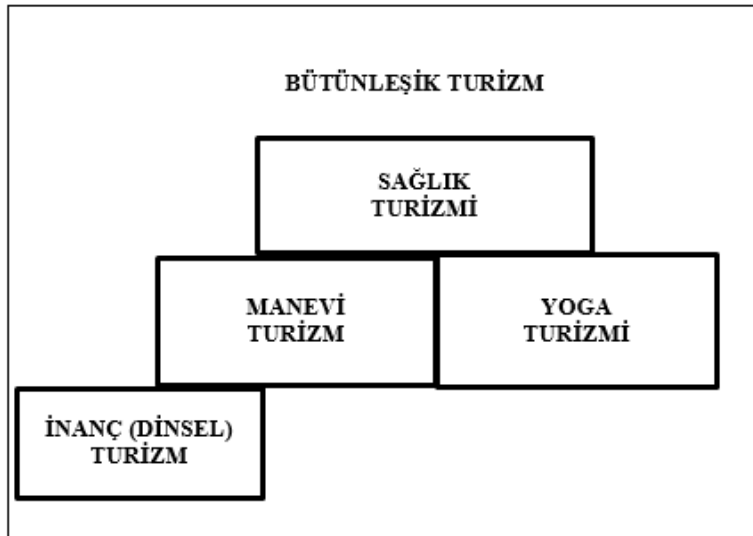 BÜTÜNLEŞİK TURİZM
SAĞLIK
TURİZMİ
MANEVİ
TURİZM
YOGA
TURİZMİ
İNANÇ (DİNSEL)
TURİZM